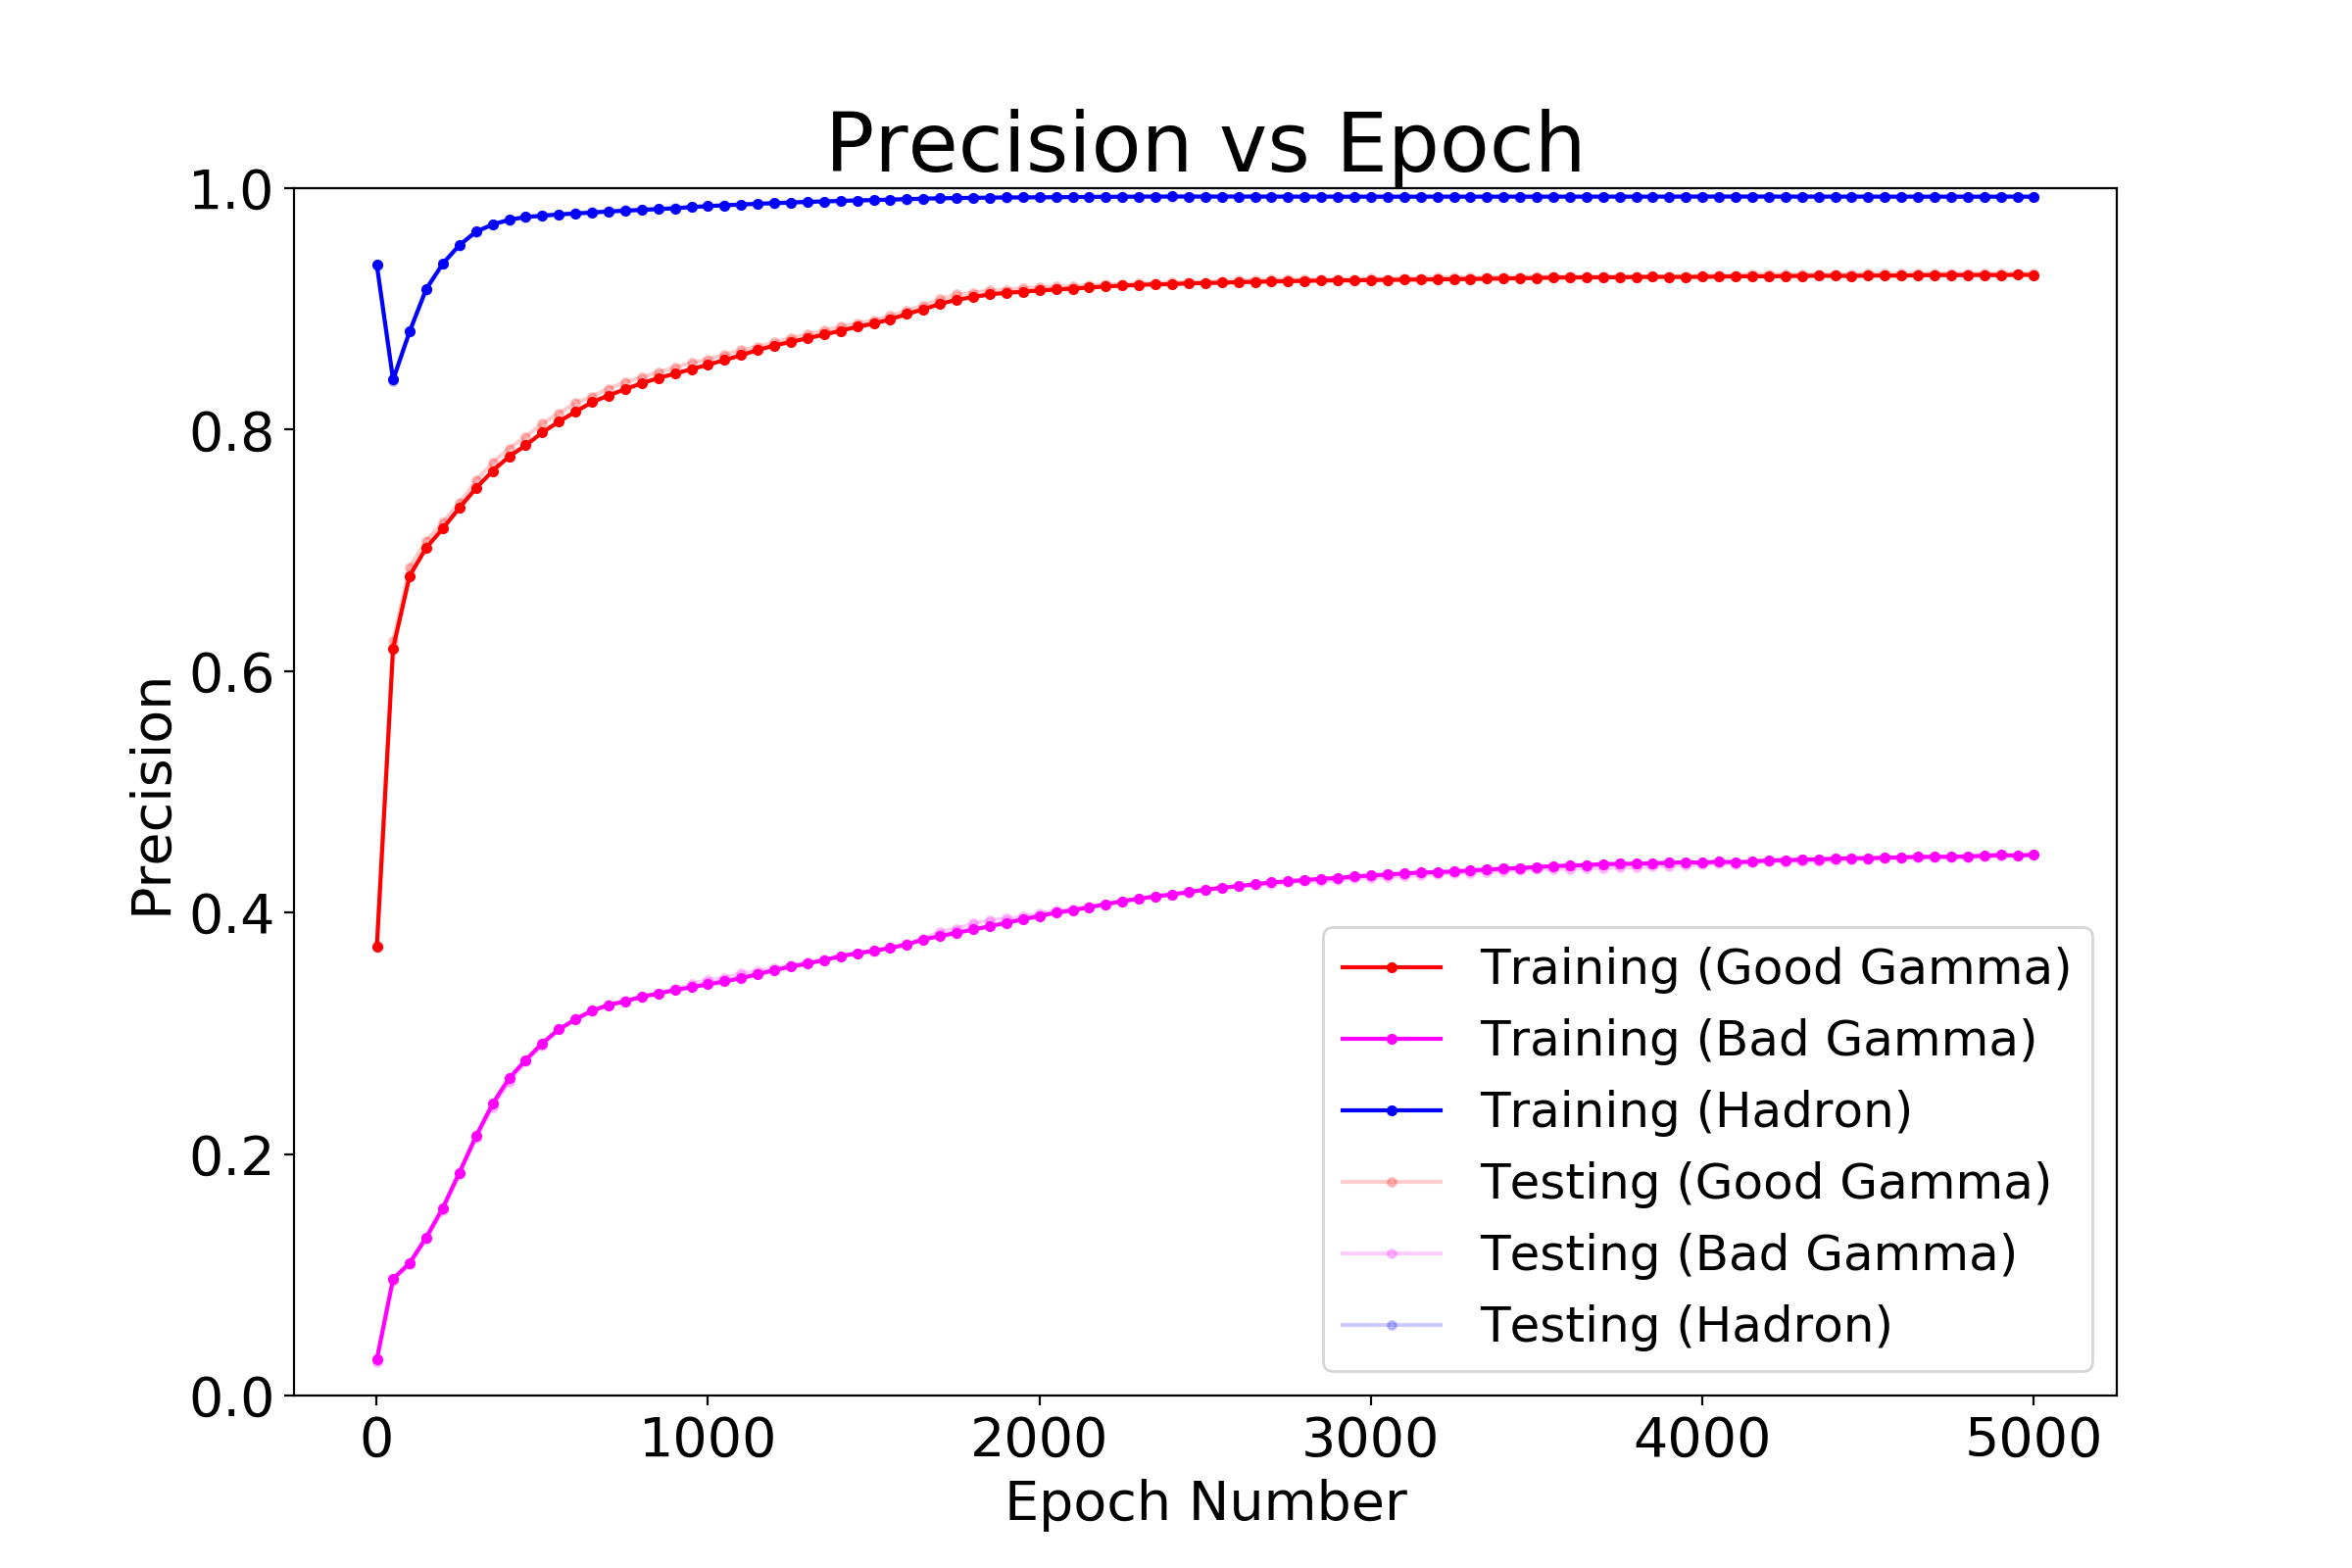 Precision vs Epoch
1.0
0.8
0.6
0.4
0.2
0.0
Precision
0 1000 2000 3000 4000 5000
Epoch Number
Training (Good Gamma)
Training (Bad Gamma)
Training (Hadron)
Testing (Good Gamma)
Testing (Bad Gamma)
Testing (Hadron)